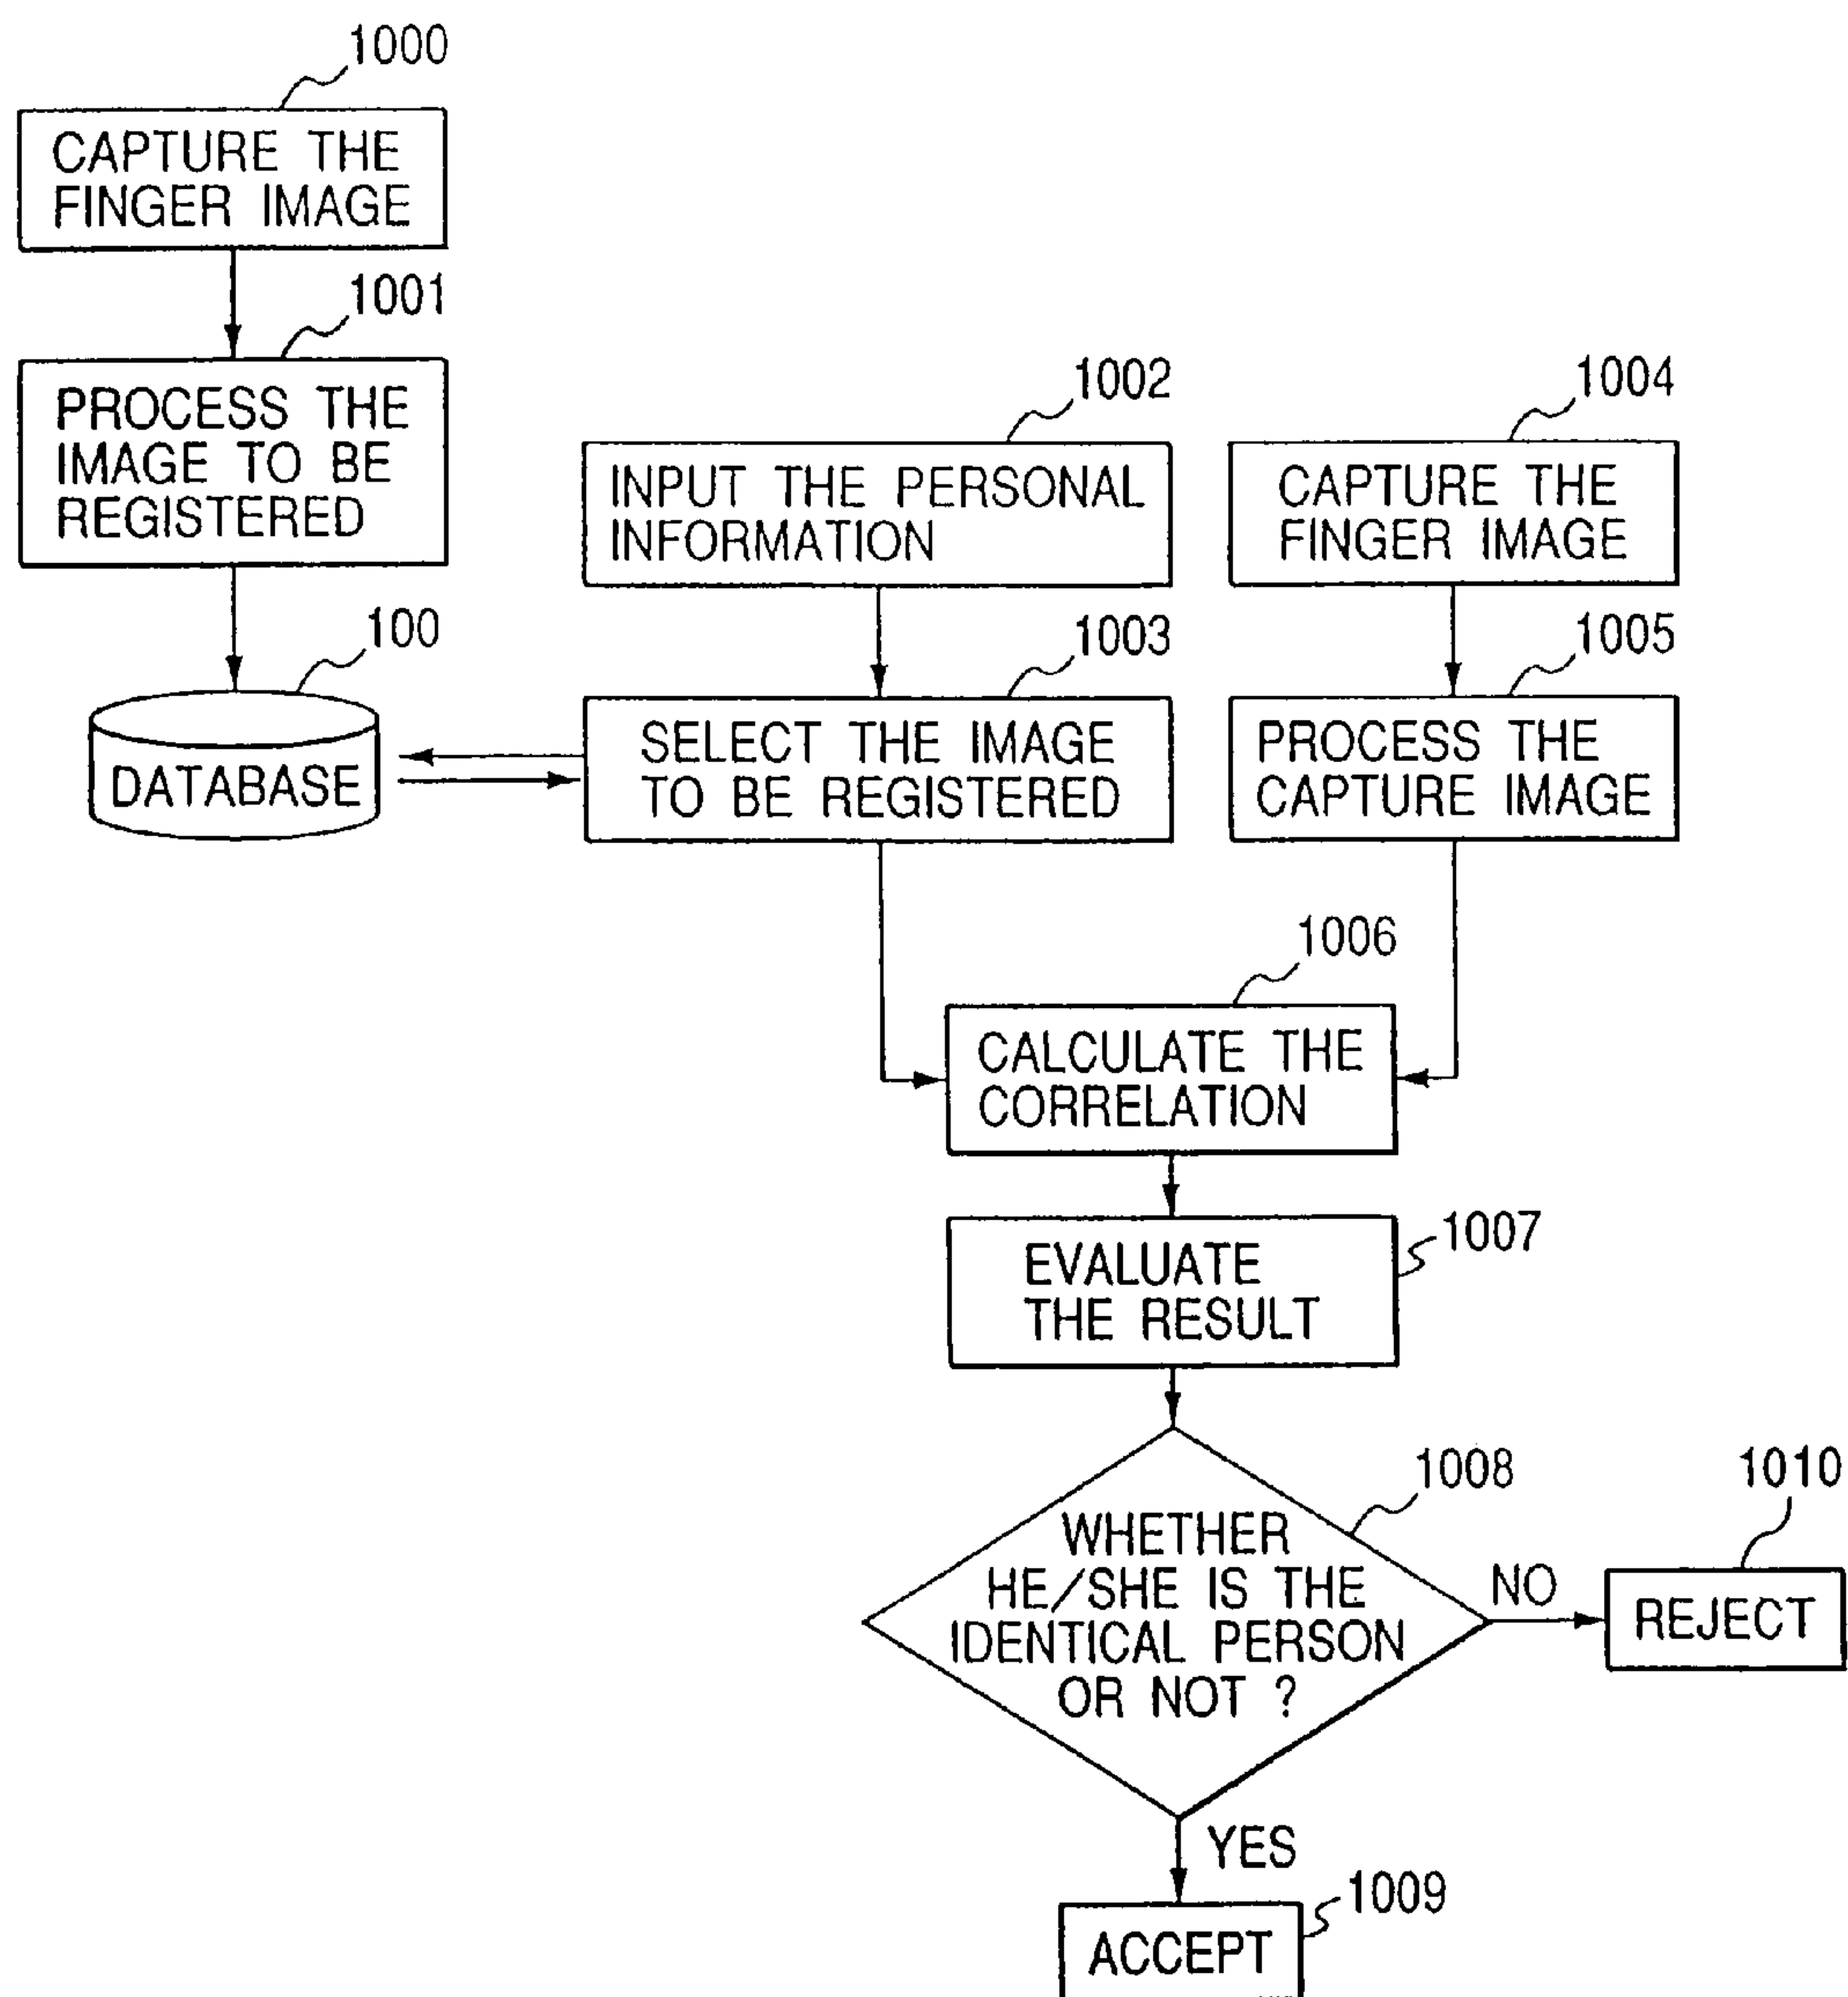 1000
CAPTURE THE
FINGER IMAGE
1001
PROCESS THE
IMAGE TO BE
REGISTERED
100
DATABASE
1002
INPUT THE PERSONAL
INFORMATION
1003
SELECT THE IMAGE
TO BE REGISTERED
1004
CAPTURE THE
FINGER IMAGE
1005
PROCESS THE
CAPTURE IMAGE
1006
CALCULATE THE
CORRELATION
1007
EVALUATE
THE RESULT
1008
WHETHER
HE/SHE IS THE
IDENTICAL PERSON
OR NOT ?
NO
1010
REJECT
YES
1009
ACCEPT